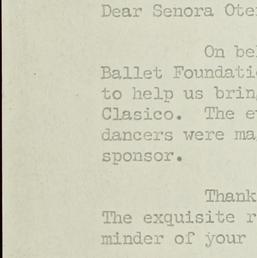 Dear Senora Ote
On be
Ballet Foundati
to help us brin
Clasico. The e
dancers were ma
sponsor.
Thank
The exquisite r
minder of your